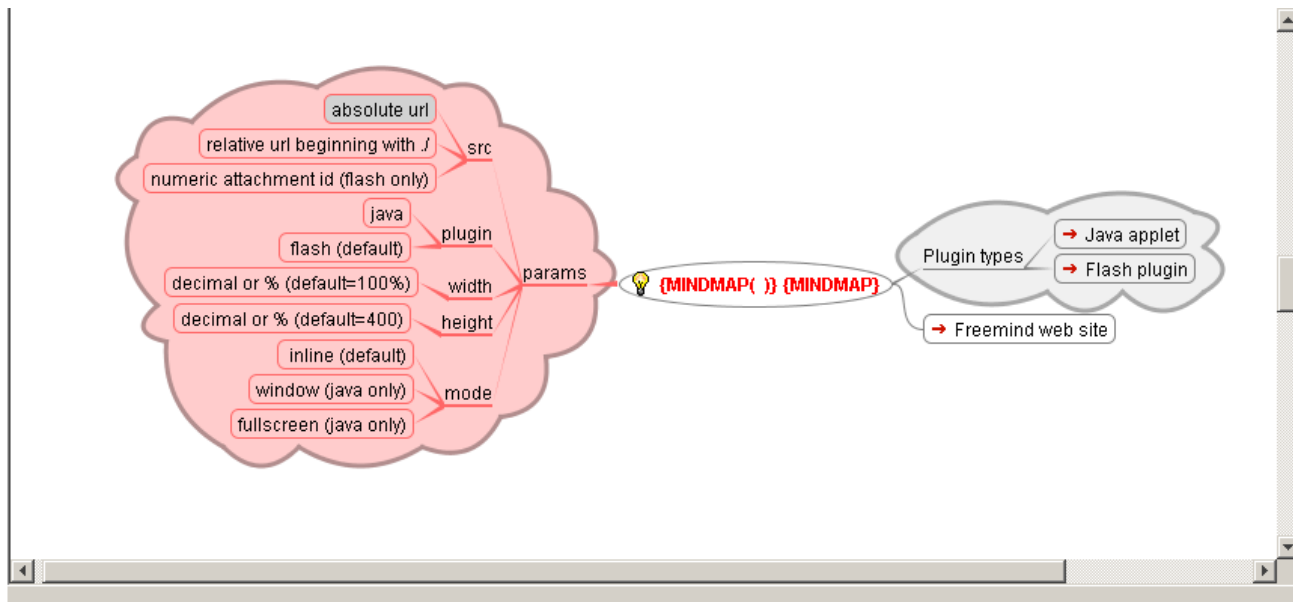 absolute url
relative url beginning with ./
src
numeric attachment id (flash only)
java
plugin
flash (default)
params
decimal or % (default=100%)
width
decimal or % (default=400)
height
inline (default)
window (java only)
mode
fullscreen (java only)
{MINDMAP(  )} {MINDMAP}
Plugin types
Java applet
Flash plugin
Freemind web site